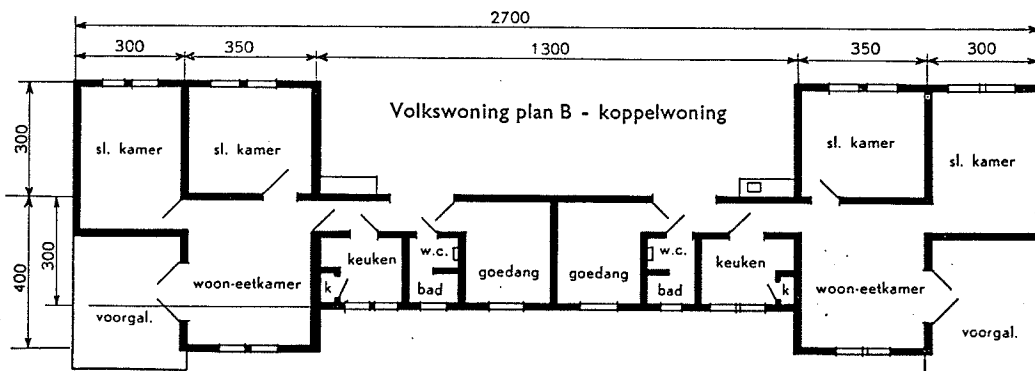 2700
300 350 1300 350 300
Volkswoning plan B - koppelwoning
300
sl. kamer sl. kamer sl. kamer sl. kamer
400 300
keuken w.c. w.c. keuken
k bad goedang goedang bad k
woon-eetkamer woon-eetkamer
voorgal. voorgal.